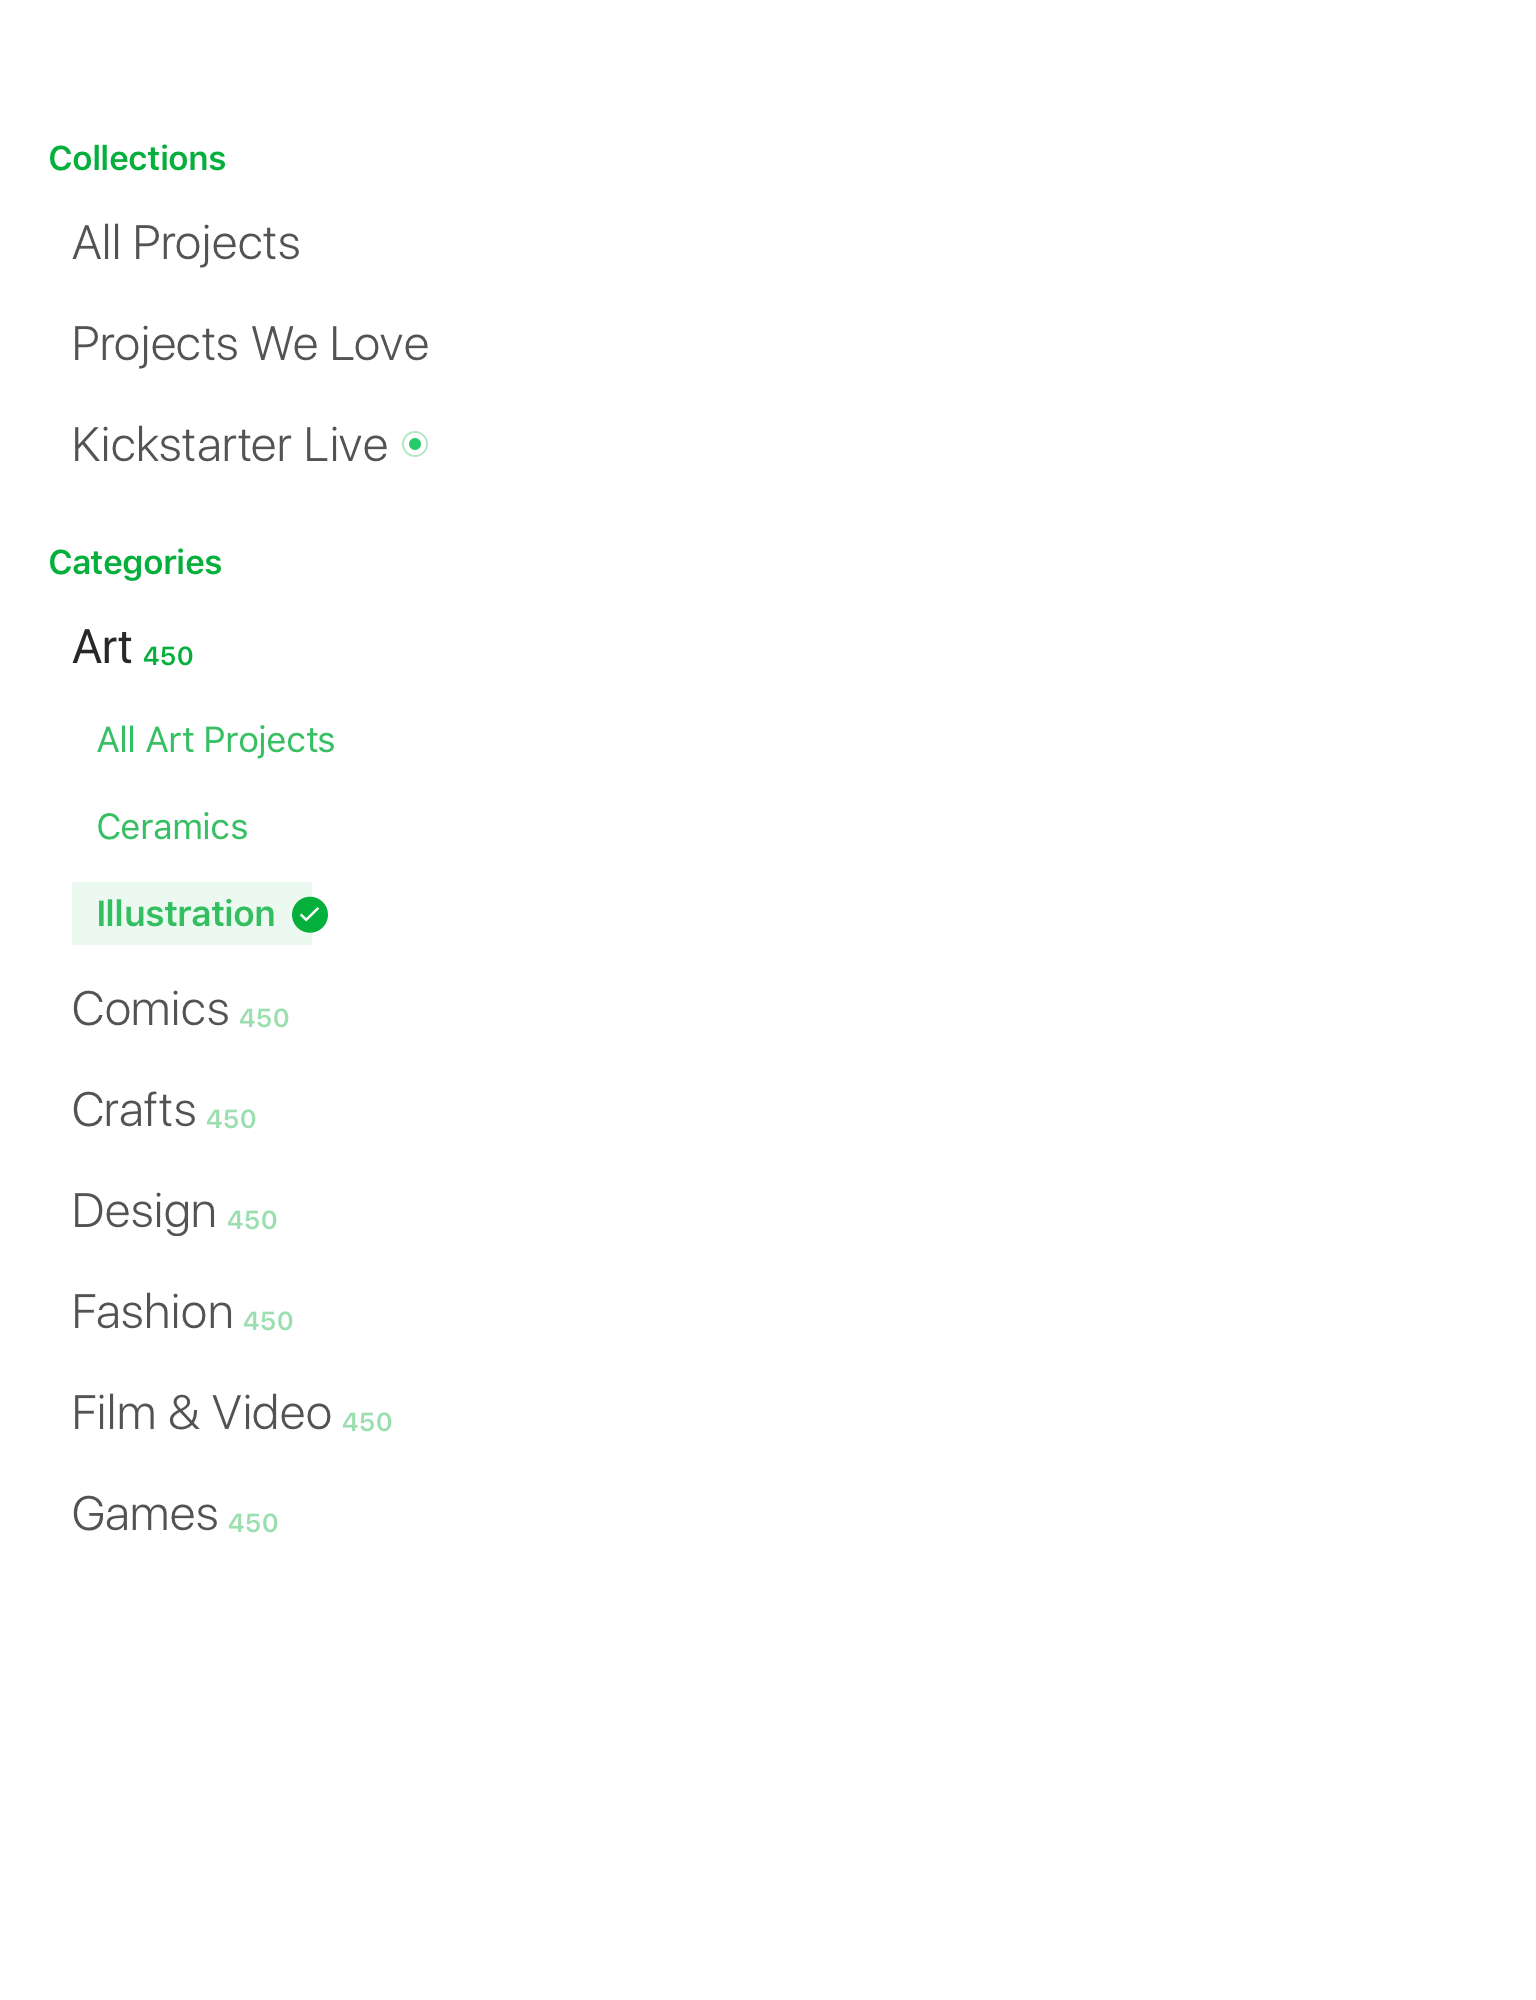 Collections
All Projects
Projects We Love
Kickstarter Live
Categories
Art 450
All Art Projects
Ceramics
Illustration
Comics 450
Crafts 450
Design 450
Fashion 450
Film & Video 450
Games 450